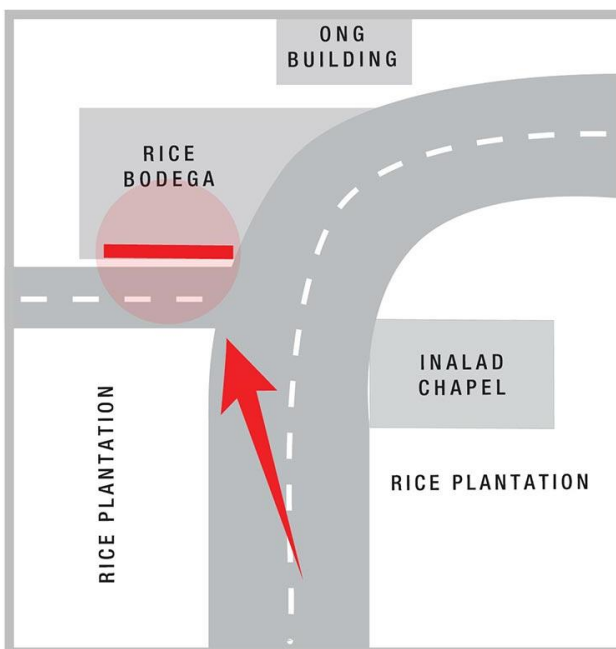 ONG
BUILDING
RICE
BODEGA
INALAD
CHAPEL
RICE PLANTATION
RICE PLANTATION